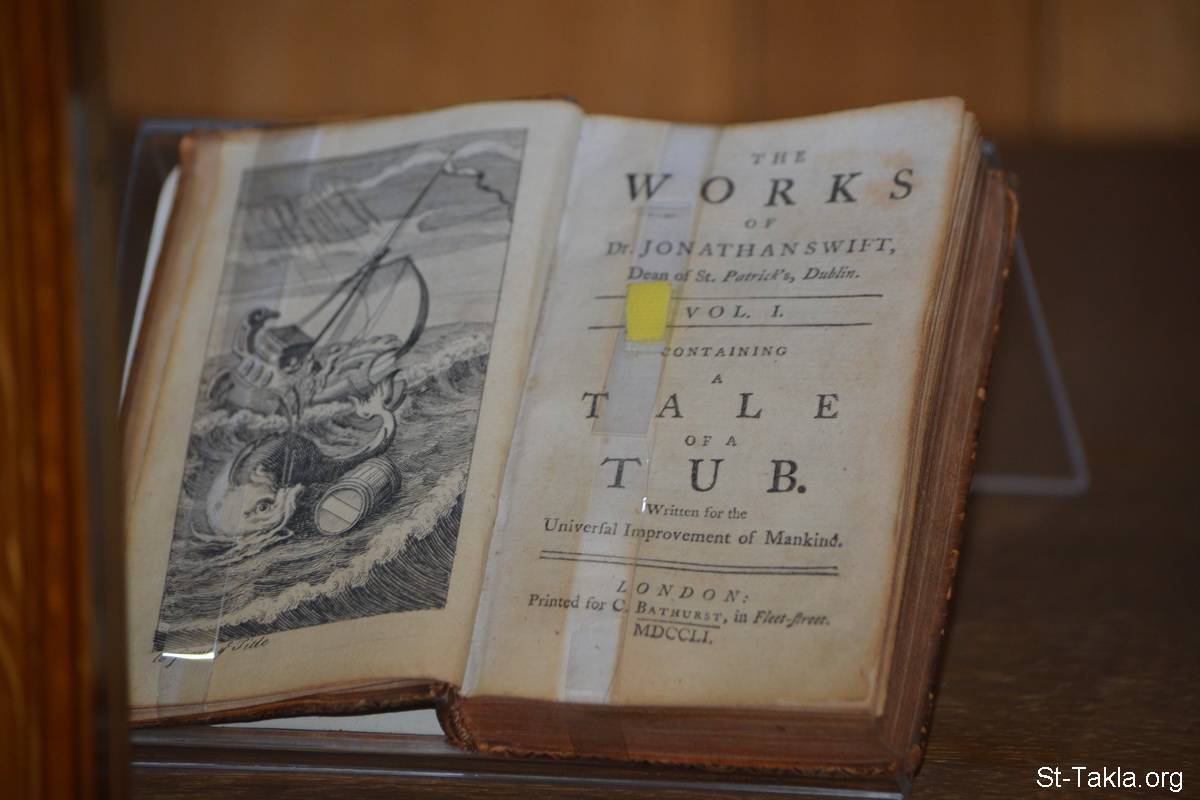 THE
WORKS
OF
Dr. JONATHAN SWIFT,
Dean of St. Patrick's, Dublin.
VOL. I.
CONTAINING
A
TALE
OF A
TUB.
Written for the
Univerſal Improvement of Mankind.
LONDON:
Printed for C. BATHURST, in Fleet-ſtreet.
MDCCLI.
Title
St-Takla.org